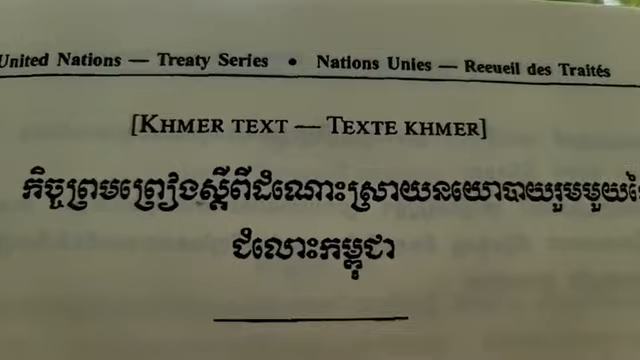 United Nations — Treaty Series • Nations Unies — Recueil des Traités
[KHMER TEXT — TEXTE KHMER]
កិច្ចព្រមព្រៀងស្តីពីដំណោះស្រាយនយោបាយរួមមួយនៃ
ជំលោះកម្ពុជា